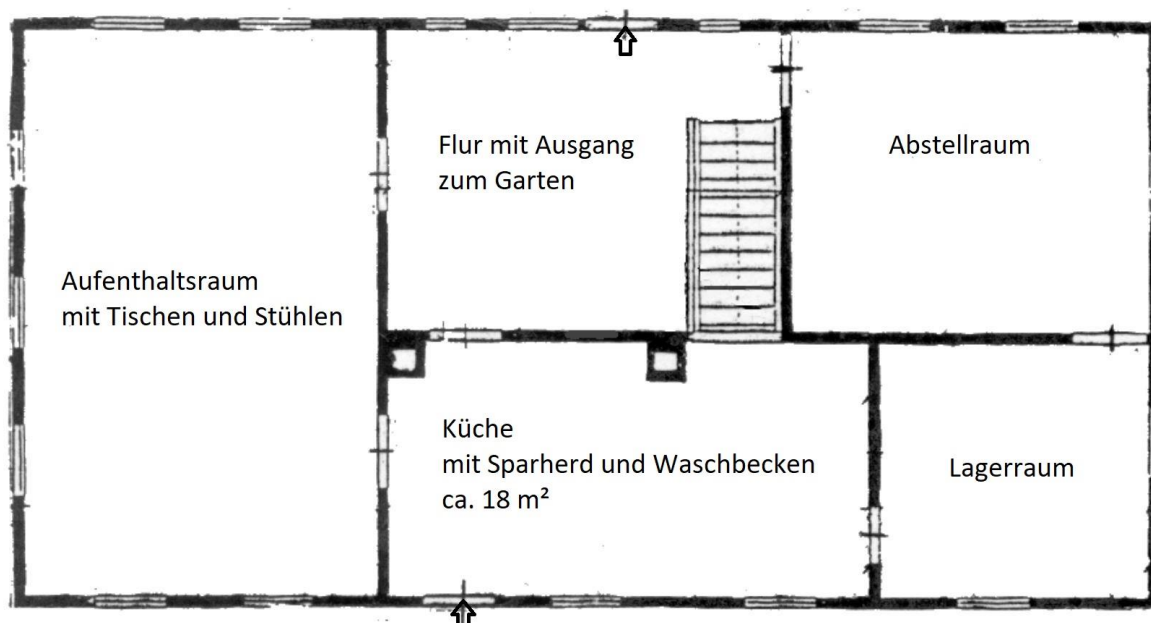 Flur mit Ausgang
zum Garten
Abstellraum
Aufenthaltsraum
mit Tischen und Stühlen
Küche
mit Sparherd und Waschbecken
ca. 18 m²
Lagerraum